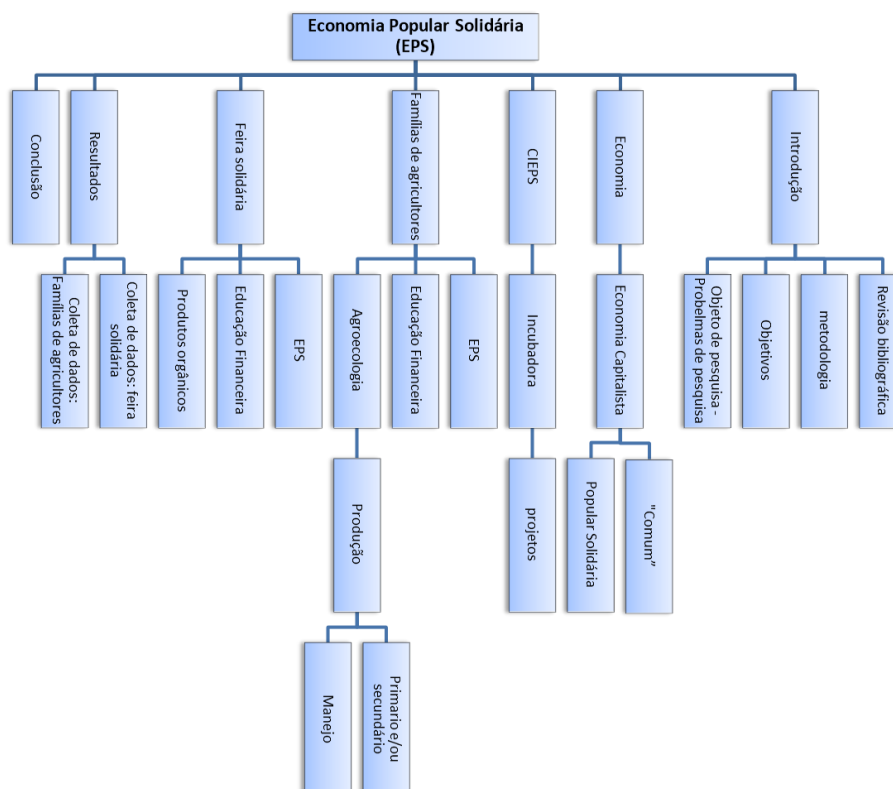 Economia Popular Solidária
(EPS)
Conclusão
Resultados
Feira solidária
Famílias de agricultores
CIEPS
Economia
Introdução
Coleta de dados:
Famílias de agricultores
Coleta de dados: feira
solidária
Produtos orgânicos
Educação Financeira
EPS
Agroecologia
Educação Financeira
EPS
Incubadora
Economia Capitalista
Objeto de pesquisa -
Probelmas de pesquisa
Objetivos
metodologia
Revisão bibliográfica
Produção
projetos
Popular Solidária
"Comum”
Manejo
Primario e/ou
secundário